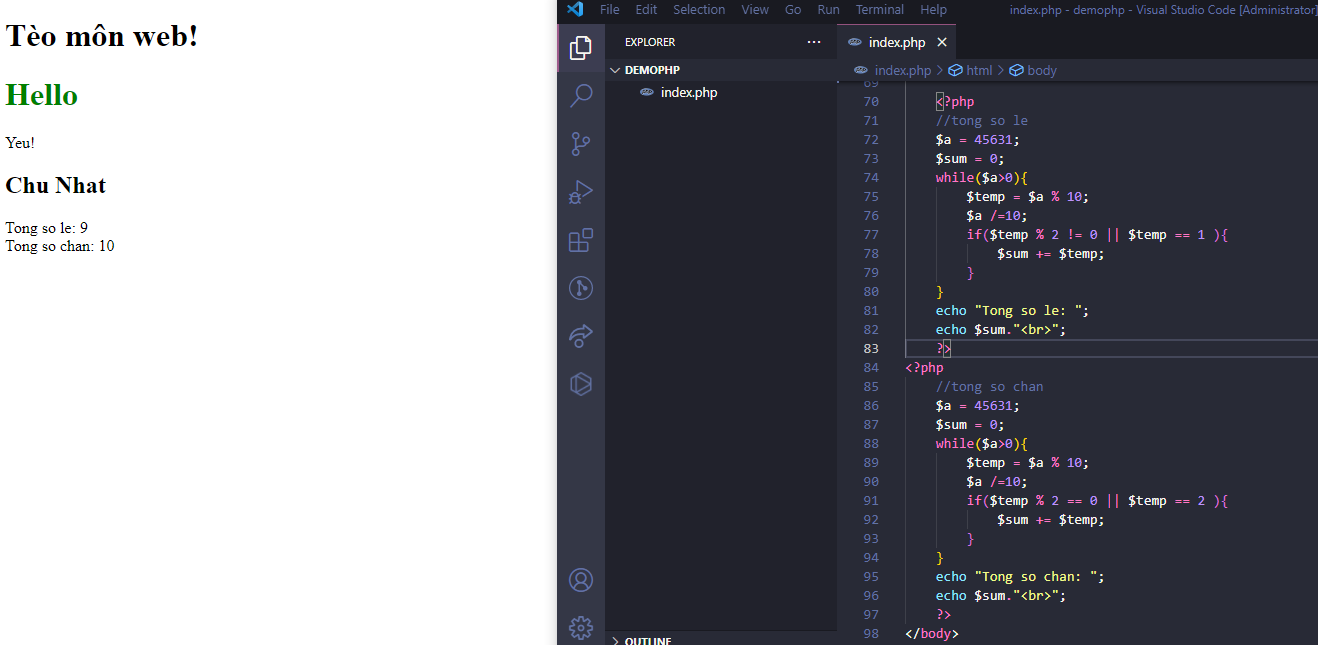 Tèo môn web!
Hello
Yeu!
Chu Nhat
Tong so le: 9
Tong so chan: 10
File Edit Selection View Go Run Terminal Help index.php - demophp - Visual Studio Code [Administrator]
EXPLORER ...
DEMOPHP
index.php
OUTLINE
index.php ×
index.php > html > body
69
70 <?php
71 //tong so le
72 $a = 45631;
73 $sum = 0;
74 while($a>0){
75 $temp = $a % 10;
76 $a /=10;
77 if($temp % 2 != 0 || $temp == 1 ){
78 $sum += $temp;
79 }
80 }
81 echo "Tong so le: ";
82 echo $sum."<br>";
83 ?>
84 <?php
85 //tong so chan
86 $a = 45631;
87 $sum = 0;
88 while($a>0){
89 $temp = $a % 10;
90 $a /=10;
91 if($temp % 2 == 0 || $temp == 2 ){
92 $sum += $temp;
93 }
94 }
95 echo "Tong so chan: ";
96 echo $sum."<br>";
97 ?>
98 </body>